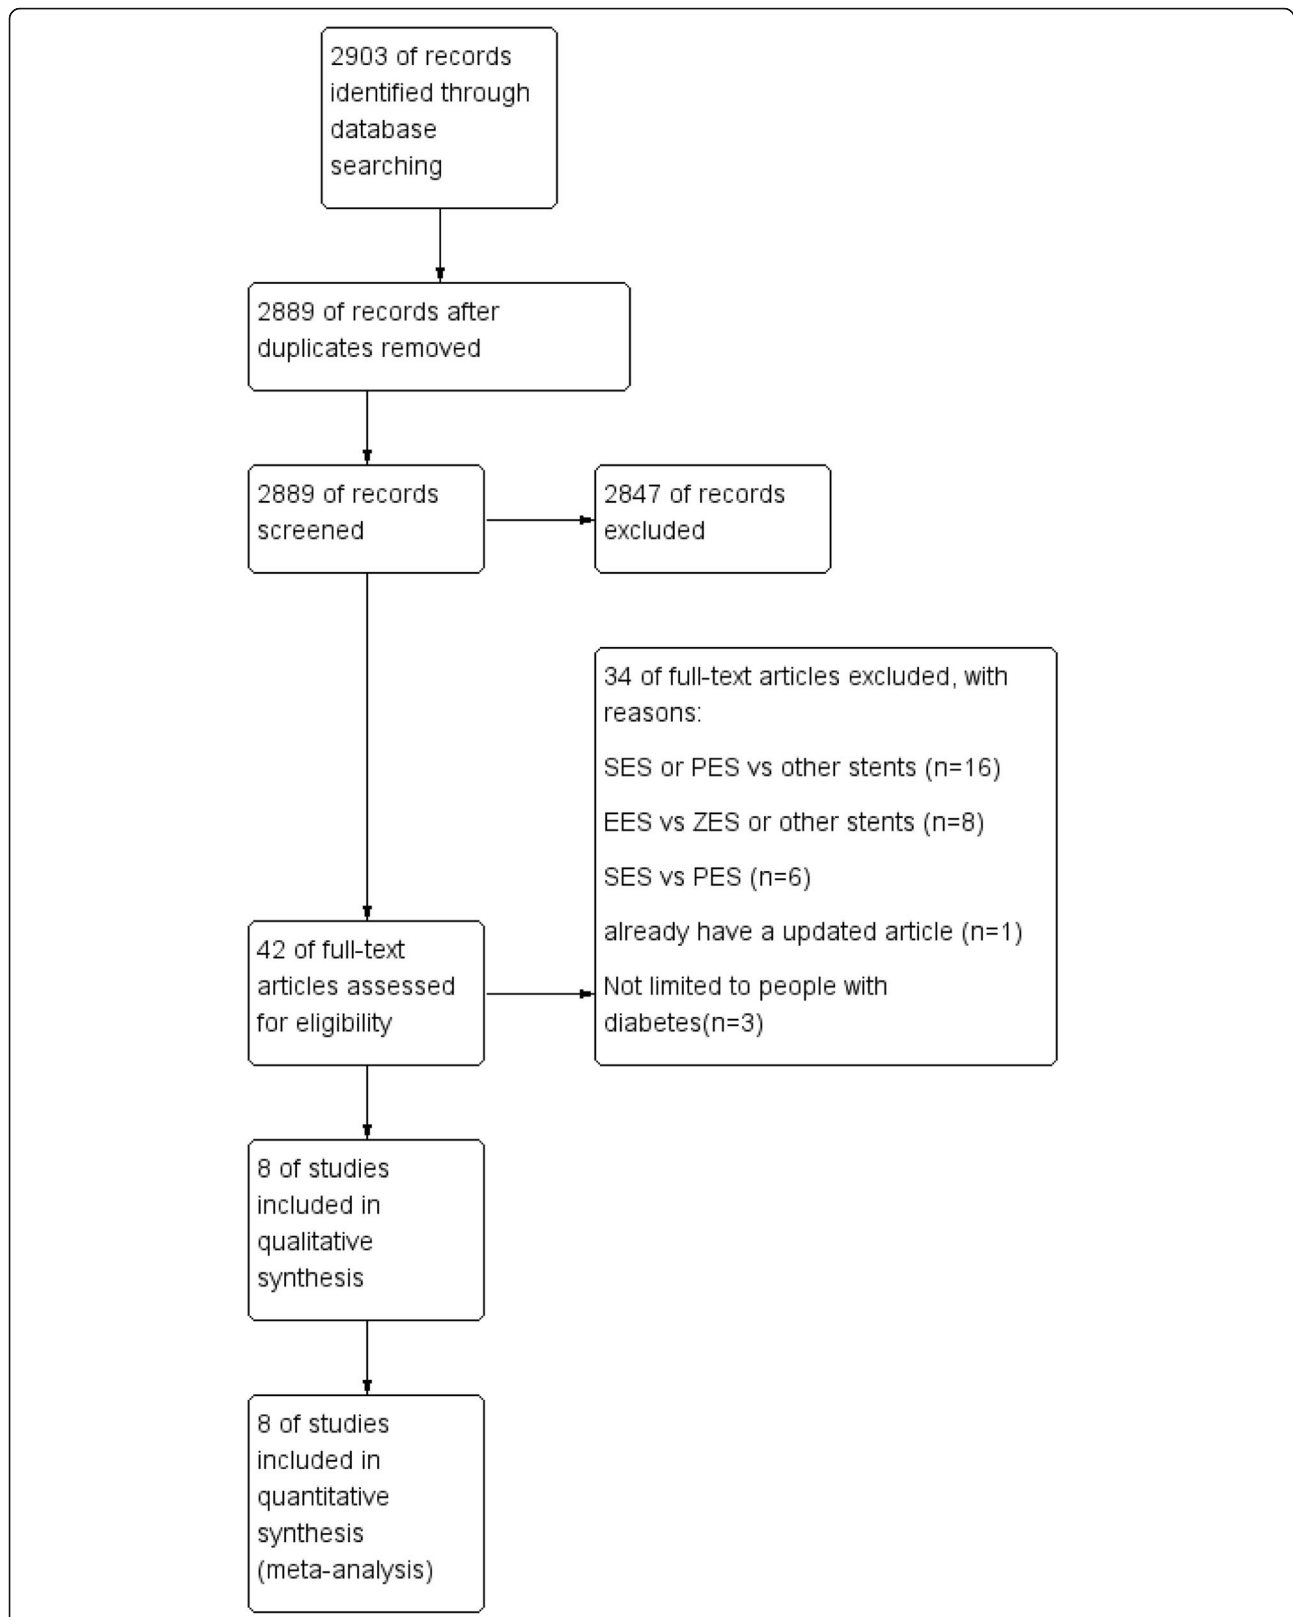 2903 of records
identified through
database
searching
2889 of records after
duplicates removed
2889 of records
screened
2847 of records
excluded
34 of full-text articles excluded, with
reasons:
SES or PES vs other stents (n=16)
EES vs ZES or other stents (n=8)
SES vs PES (n=6)
already have a updated article (n=1)
Not limited to people with
diabetes(n=3)
42 of full-text
articles assessed
for eligibility
8 of studies
included in
qualitative
synthesis
8 of studies
included in
quantitative
synthesis
(meta-analysis)